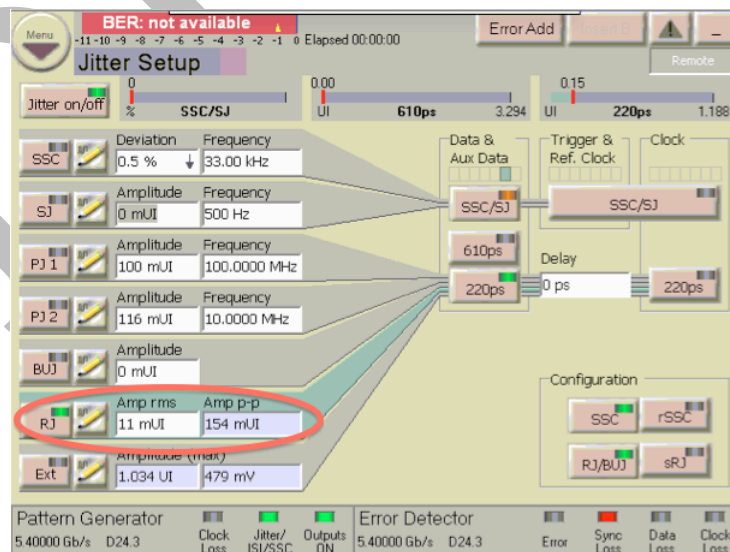 Menu
BER: not available
-11 -10 -9 -8 -7 -6 -5 -4 -3 -2 -1 0 Elapsed 00:00:00
Error Add
Remote
Jitter Setup
Jitter on/off
0
% SSC/SJ
0.00
UI 610ps 3.294
0.15
UI 220ps 1.188
SSC
Deviation Frequency
0.5 % 33.00 kHz
SJ
Amplitude Frequency
0 mUI 500 Hz
PJ 1
Amplitude Frequency
100 mUI 100.0000 MHz
PJ 2
Amplitude Frequency
116 mUI 10.0000 MHz
BUJ
Amplitude
0 mUI
RJ
Amp rms Amp p-p
11 mUI 154 mUI
Ext
Amplitude (max)
1.034 UI 479 mV
Data &
Aux Data
Trigger &
Ref. Clock
Clock
SSC/SJ
SSC/SJ
610ps
220ps
Delay
0 ps
220ps
Configuration
SSC rSSC
RJ/BUJ sRJ
Pattern Generator
5.40000 Gb/s D24.3
Clock Loss
Jitter/ ISI/SSC
Outputs ON
Error Detector
5.40000 Gb/s D24.3
Error
Sync Loss
Data Loss
Clock Loss